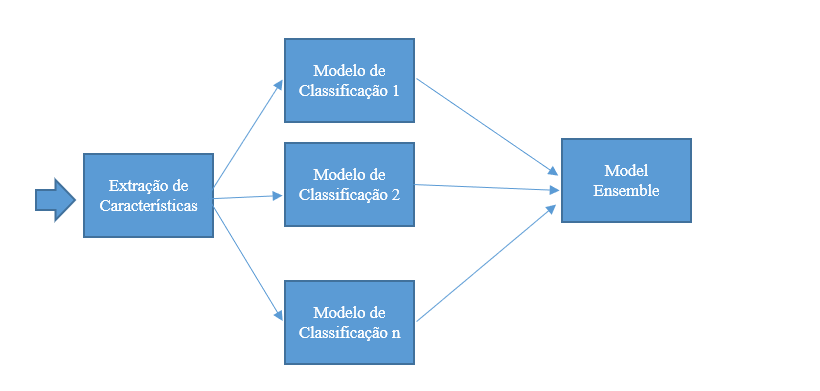 Extração de
Características
Modelo de
Classificação 1
Modelo de
Classificação 2
Modelo de
Classificação n
Model
Ensemble